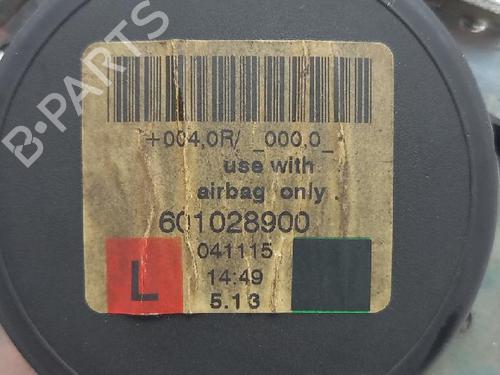 B-PARTS
+004,0R/ _000,0_
use with
airbag only
601028900
041115
14:49
5.13
L